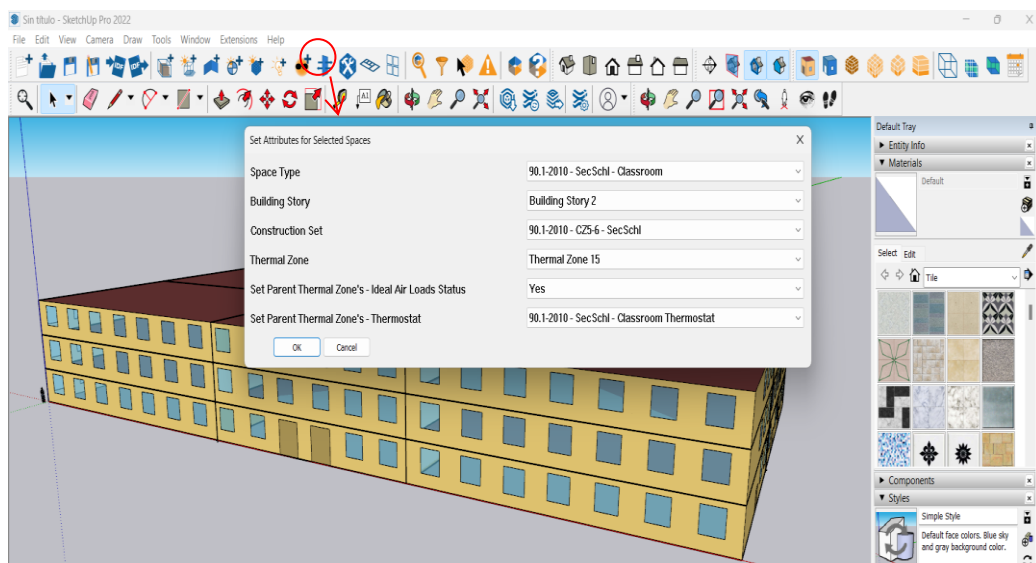 Sin título - SketchUp Pro 2022
File Edit View Camera Draw Tools Window Extensions Help
Default Tray
Entity Info
Materials
Default
Set Attributes for Selected Spaces
Space Type 90.1-2010 - SecSchl - Classroom
Building Story Building Story 2
Construction Set 90.1-2010 - CZ5-6 - SecSchl
Thermal Zone Thermal Zone 15
Set Parent Thermal Zone's - Ideal Air Loads Status Yes
Set Parent Thermal Zone's - Thermostat 90.1-2010 - SecSchl - Classroom Thermostat
OK Cancel
Select Edit
Tile
Components
Styles
Simple Style
Default face colors. Blue sky
and gray background color.